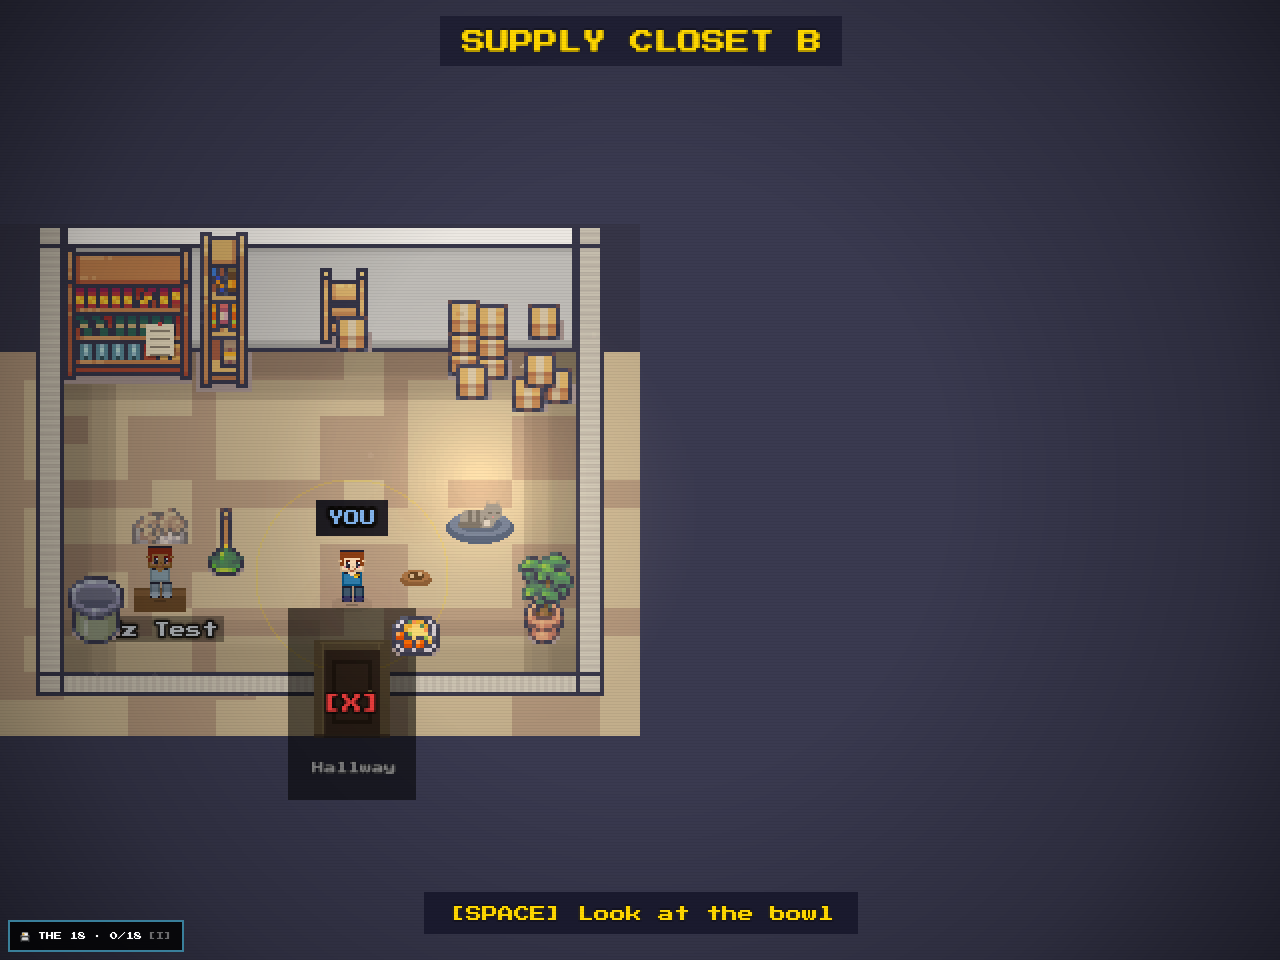 SUPPLY CLOSET B
YOU
z Test
[X]
Hallway
[SPACE] Look at the bowl
THE 18 · 0/18 [I]